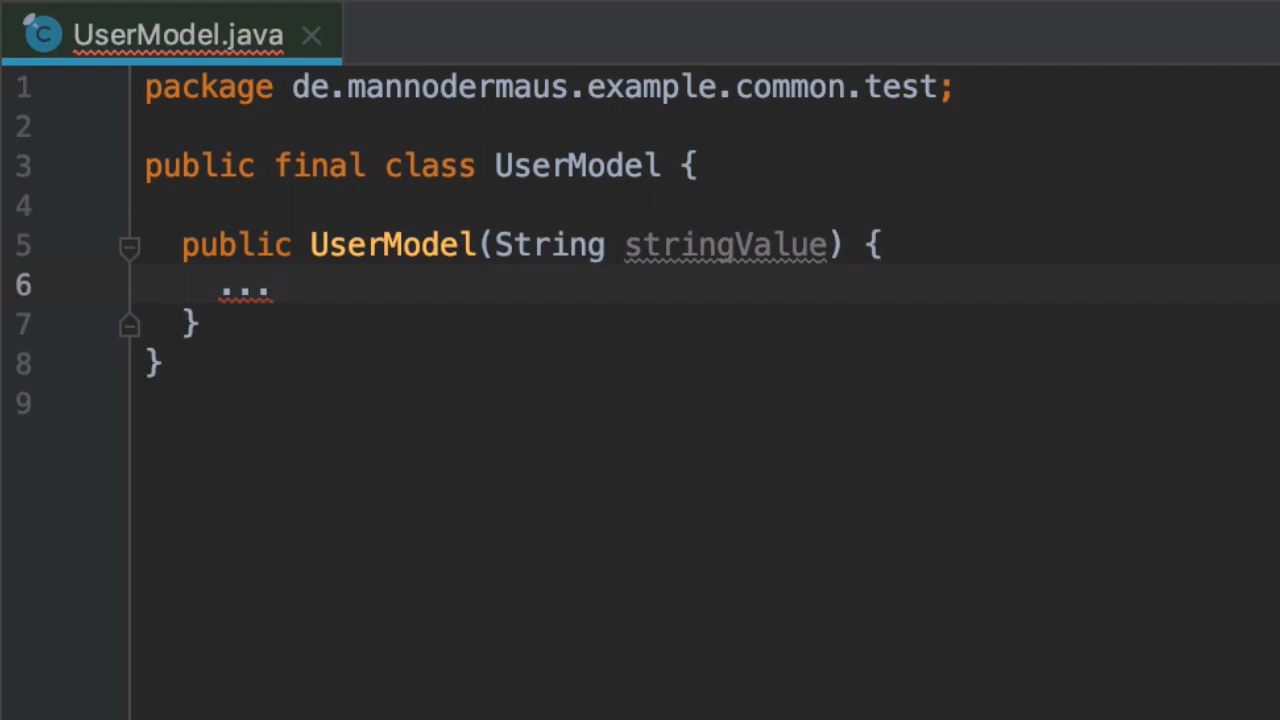 UserModel.java
1 package de.mannodermaus.example.common.test;
2
3 public final class UserModel {
4
5 public UserModel(String stringValue) {
6 ...
7 }
8 }
9